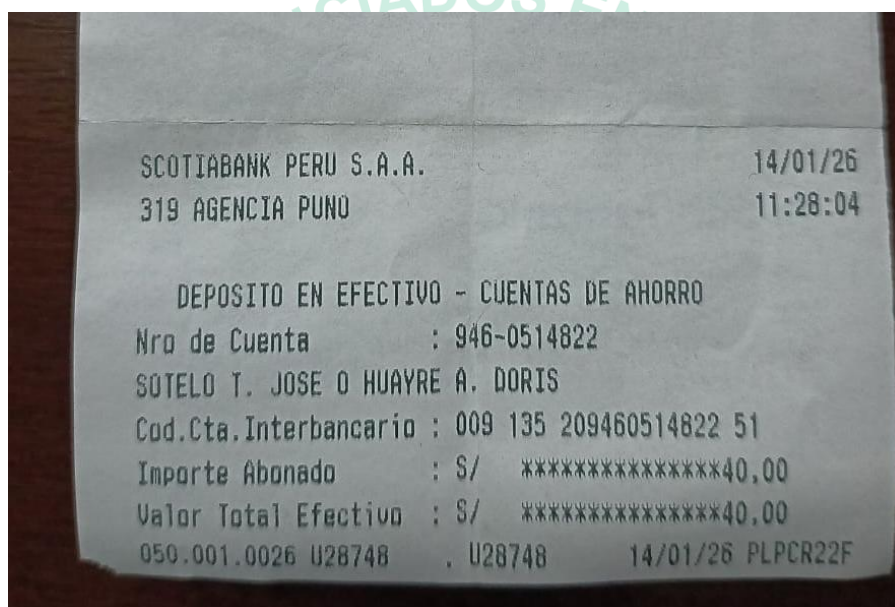 SCOTIABANK PERU S.A.A. 14/01/26
319 AGENCIA PUNO 11:28:04
DEPOSITO EN EFECTIVO - CUENTAS DE AHORRO
Nro de Cuenta : 946-0514822
SOTELO T. JOSE O HUAYRE A. DORIS
Cod.Cta.Interbancario : 009 135 209460514822 51
Importe Abonado : S/ ***************40.00
Valor Total Efectivo : S/ ***************40.00
050.001.0026 U28748 . U28748 14/01/26 PLPCR22F